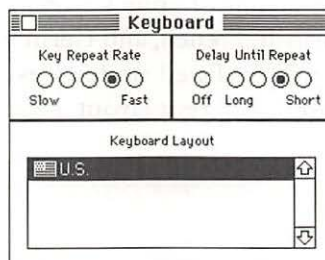 Keyboard
Key Repeat Rate
Slow Fast
Delay Until Repeat
Off Long Short
Keyboard Layout
U.S.